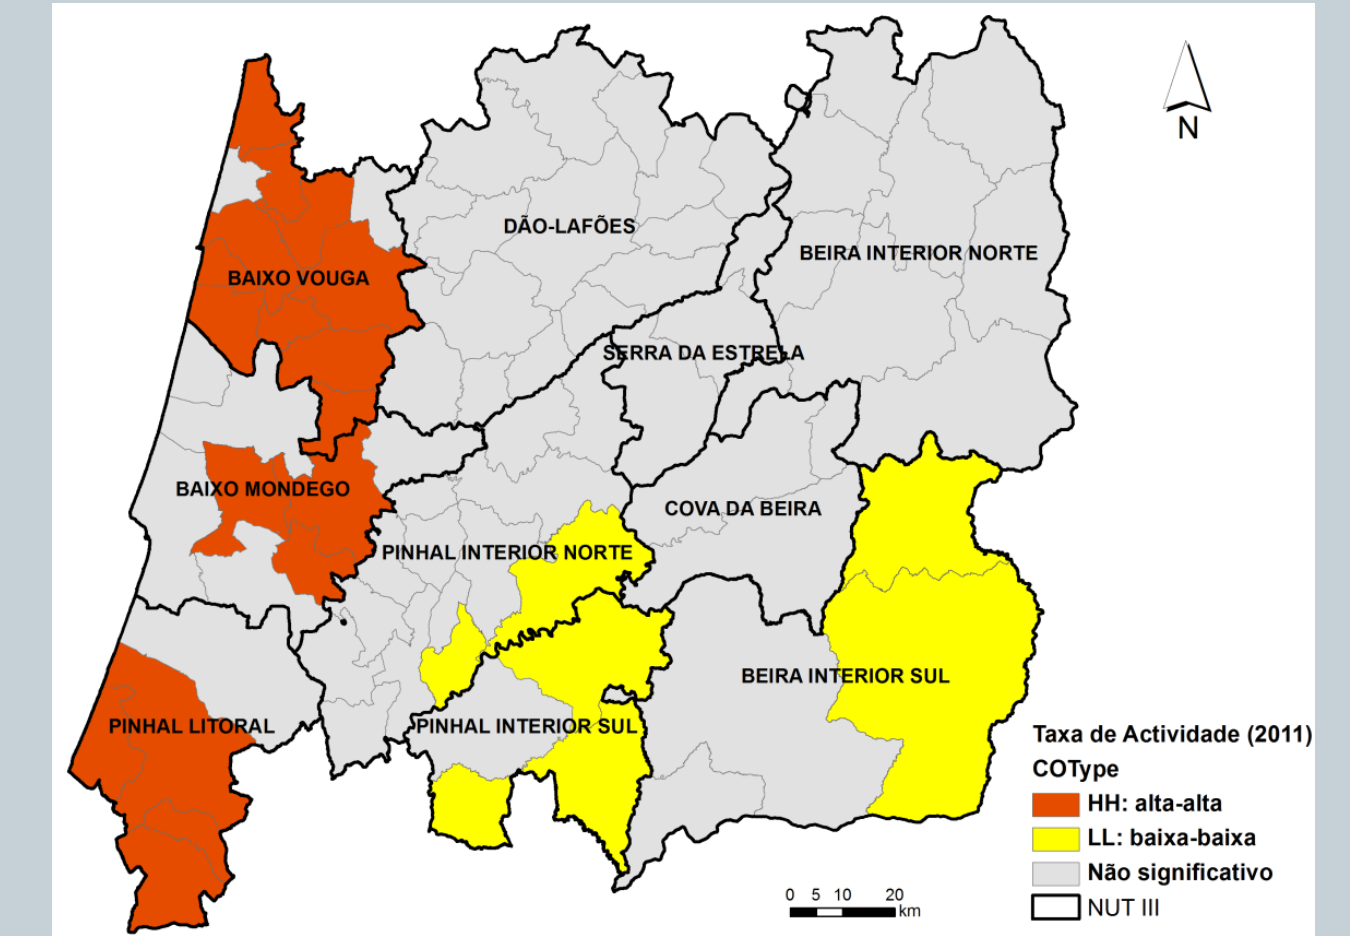 N
DÃO-LAFÕES
BEIRA INTERIOR NORTE
BAIXO VOUGA
SERRA DA ESTRELA
BAIXO MONDEGO
COVA DA BEIRA
PINHAL INTERIOR NORTE
BEIRA INTERIOR SUL
PINHAL LITORAL
PINHAL INTERIOR SUL
Taxa de Actividade (2011)
COType
HH: alta-alta
LL: baixa-baixa
Não significativo
NUT III
0 5 10 20
km